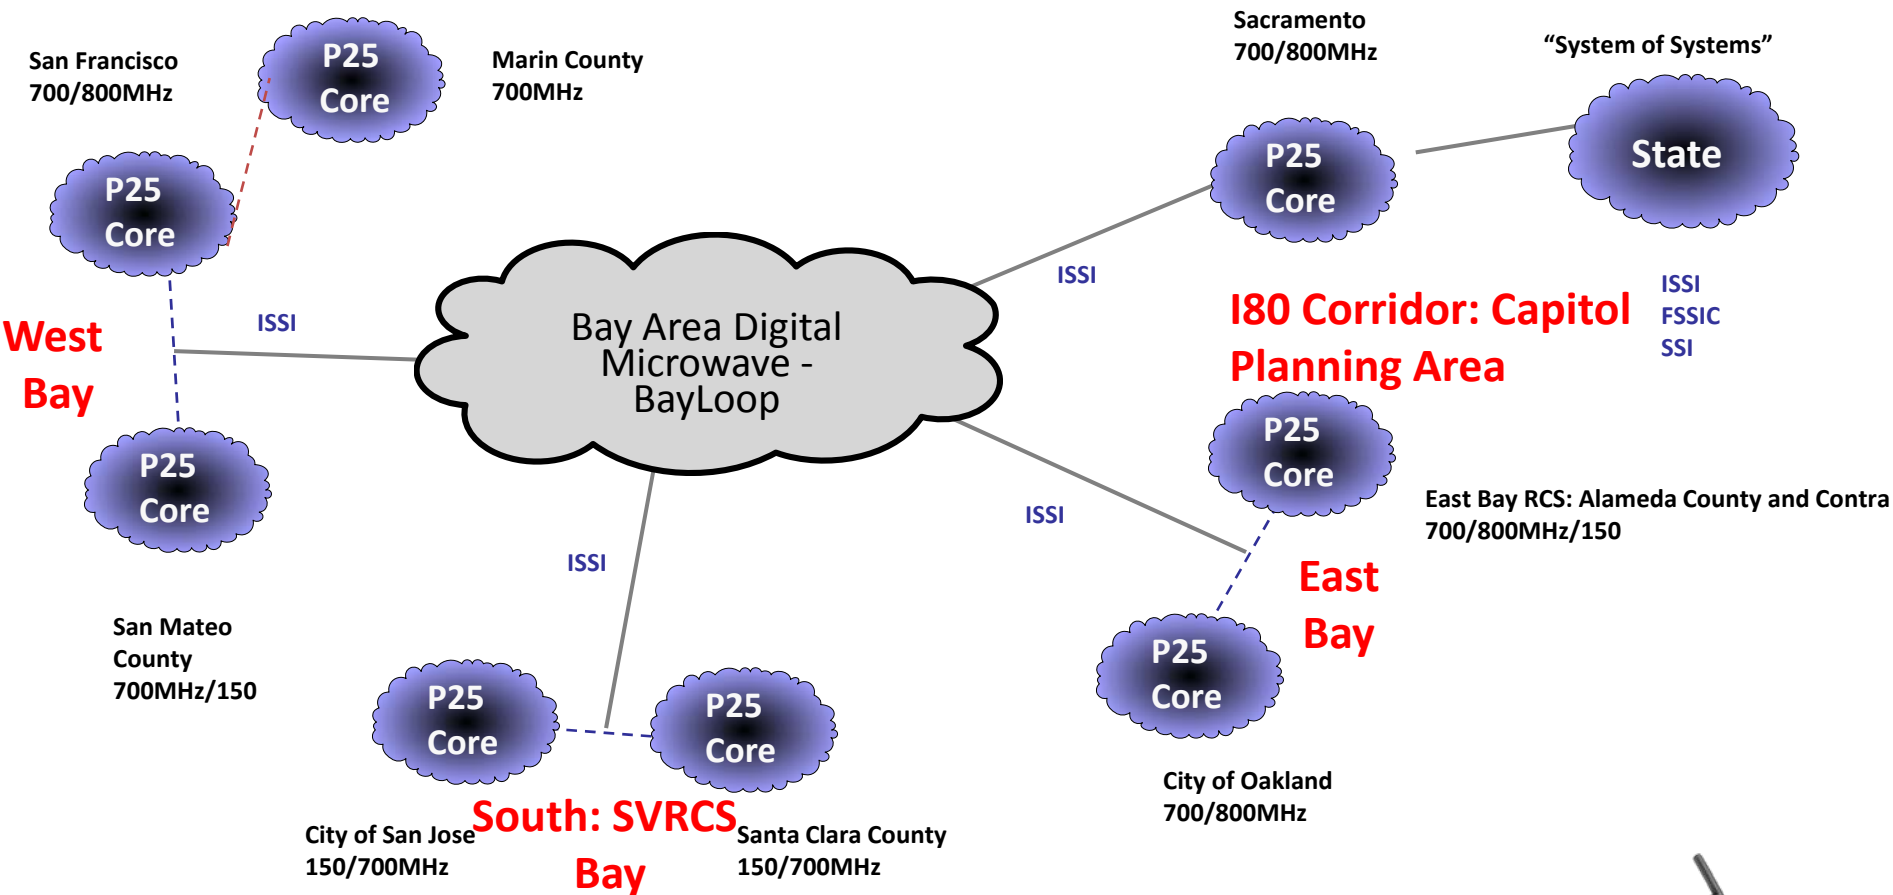 San Francisco
700/800MHz
P25
Core
Marin County
700MHz
Sacramento
700/800MHz
“System of Systems”
P25
Core
State
P25
Core
ISSI
ISSI
ISSI
FSSIC
SSI
West
Bay
Bay Area Digital
Microwave -
BayLoop
I80 Corridor: Capitol
Planning Area
P25
Core
P25
Core
ISSI
East Bay RCS: Alameda County and Contra
700/800MHz/150
ISSI
East
Bay
San Mateo
County
700MHz/150
P25
Core
P25
Core
P25
Core
City of Oakland
700/800MHz
South: SVRCS
Bay
City of San Jose
150/700MHz
Santa Clara County
150/700MHz